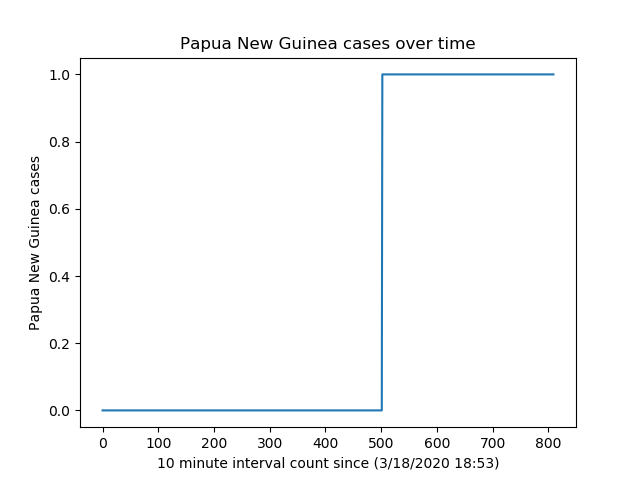 Papua New Guinea cases over time
1.0
0.8
0.6
0.4
0.2
0.0
Papua New Guinea cases
0 100 200 300 400 500 600 700 800
10 minute interval count since (3/18/2020 18:53)